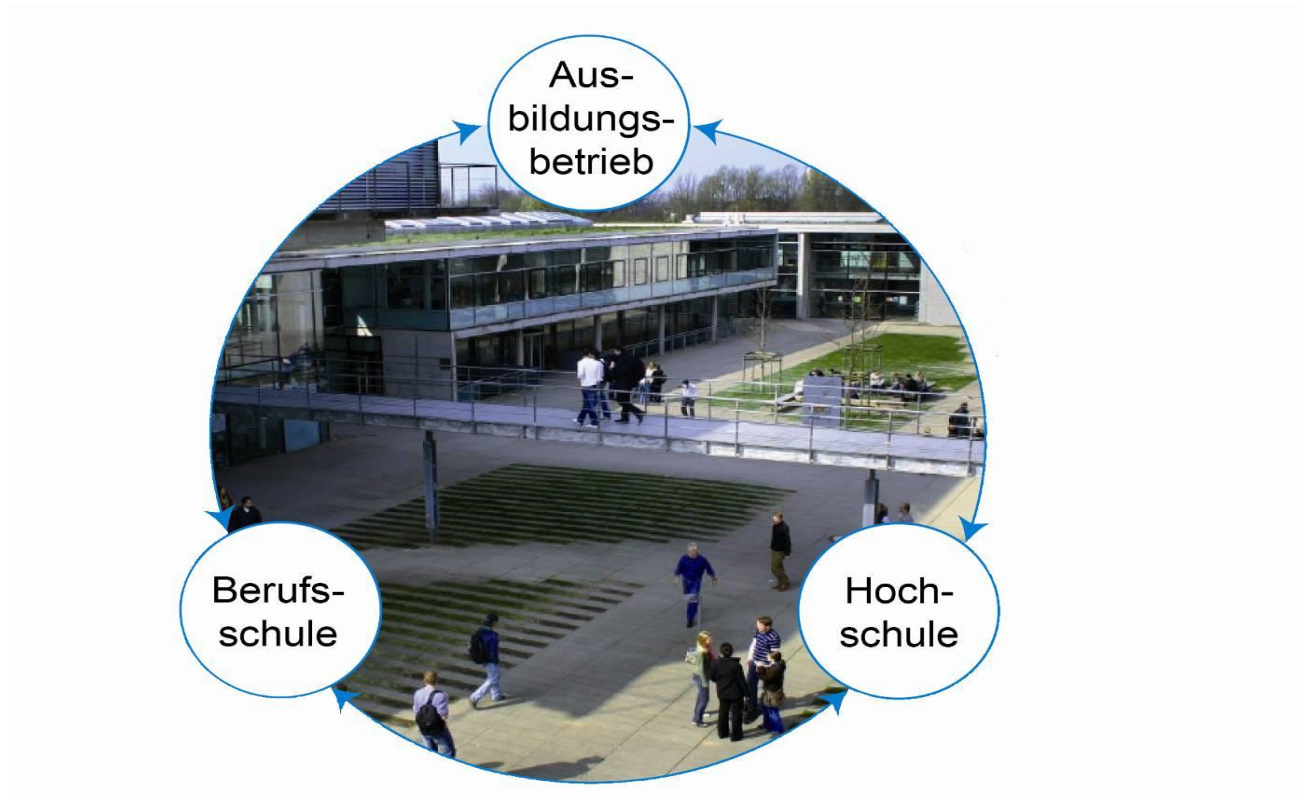 Aus-
bildungs-
betrieb
Berufs-
schule
Hoch-
schule